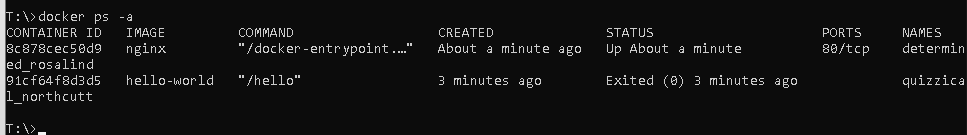 T:\>docker ps -a
CONTAINER ID   IMAGE         COMMAND                  CREATED              STATUS                     PORTS     NAMES
8c878cec50d9   nginx         "/docker-entrypoint.…"   About a minute ago   Up About a minute          80/tcp    determin
ed_rosalind
91cf64f8d3d5   hello-world   "/hello"                 3 minutes ago        Exited (0) 3 minutes ago             quizzica
l_northcutt
T:\>